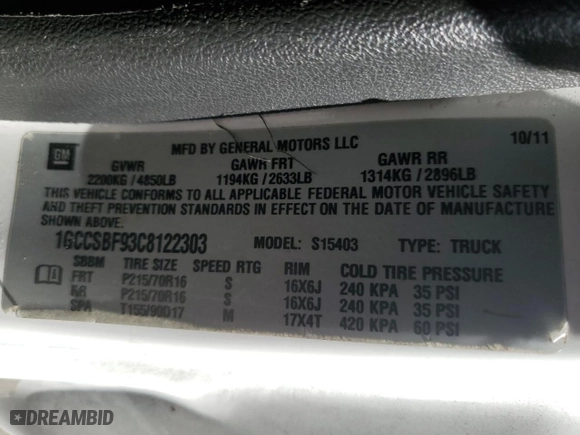 10/11
GM MFD BY GENERAL MOTORS LLC
GVWR GAWR FRT GAWR RR
2200KG / 4850LB 1194KG / 2633LB 1314KG / 2896LB
THIS VEHICLE CONFORMS TO ALL APPLICABLE FEDERAL MOTOR VEHICLE SAFETY
AND THEFT PREVENTION STANDARDS IN EFFECT ON THE DATE OF MANUFACTURE
SHOWN ABOVE.
1GCCSBF93C8122303 MODEL: S15403 TYPE: TRUCK
TIRE SIZE SPEED RTG RIM COLD TIRE PRESSURE
FRT P215/70R16 S 16X6J 240 KPA 35 PSI
RR P215/70R16 S 16X6J 240 KPA 35 PSI
SPA T155/90D17 M 17X4T 420 KPA 60 PSI
DREAMBID